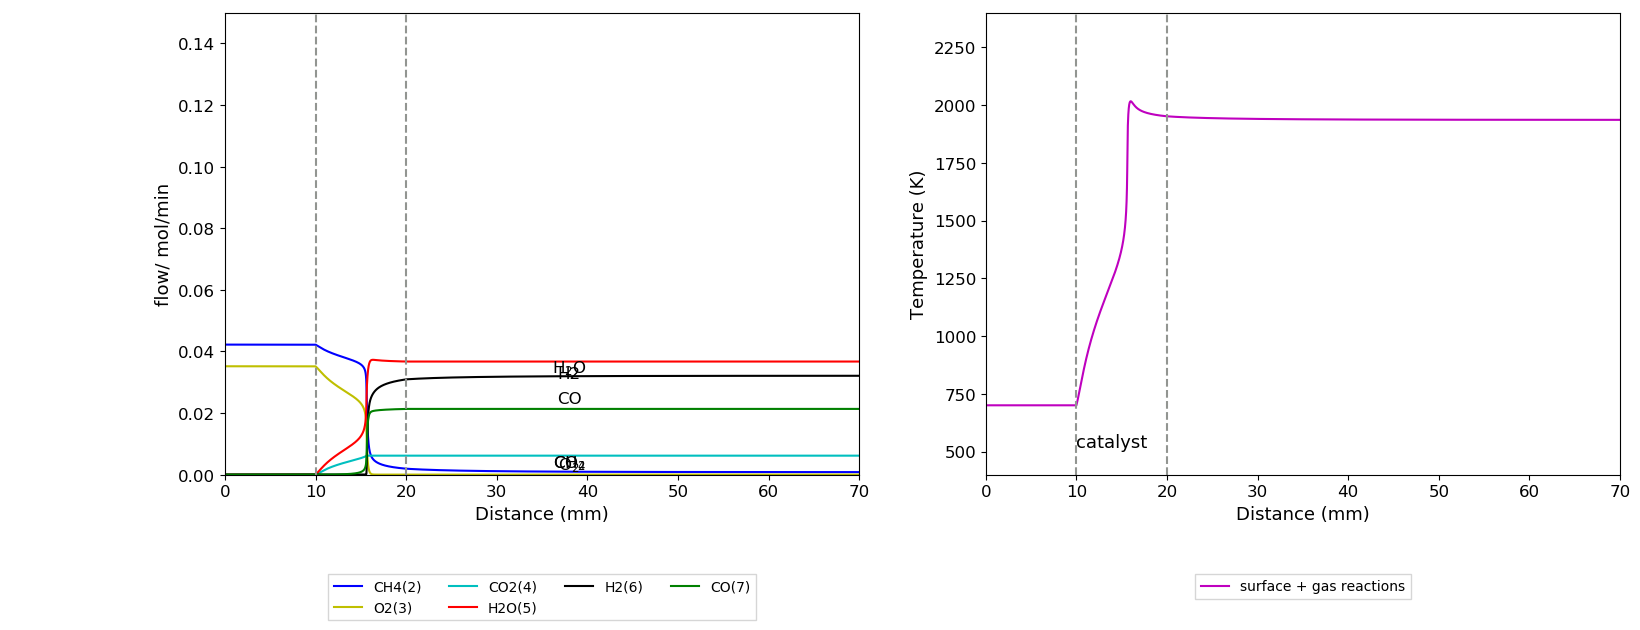 flow/ mol/min
0.14
0.12
0.10
0.08
0.06
0.04
0.02
0.00
0 10 20 30 40 50 60 70
Distance (mm)
H₂O
H2
CO
CH4(2) CO2(4) H2(6) CO(7)
O2(3) H2O(5)
Temperature (K)
2250
2000
1750
1500
1250
1000
750
500
catalyst
0 10 20 30 40 50 60 70
Distance (mm)
surface + gas reactions